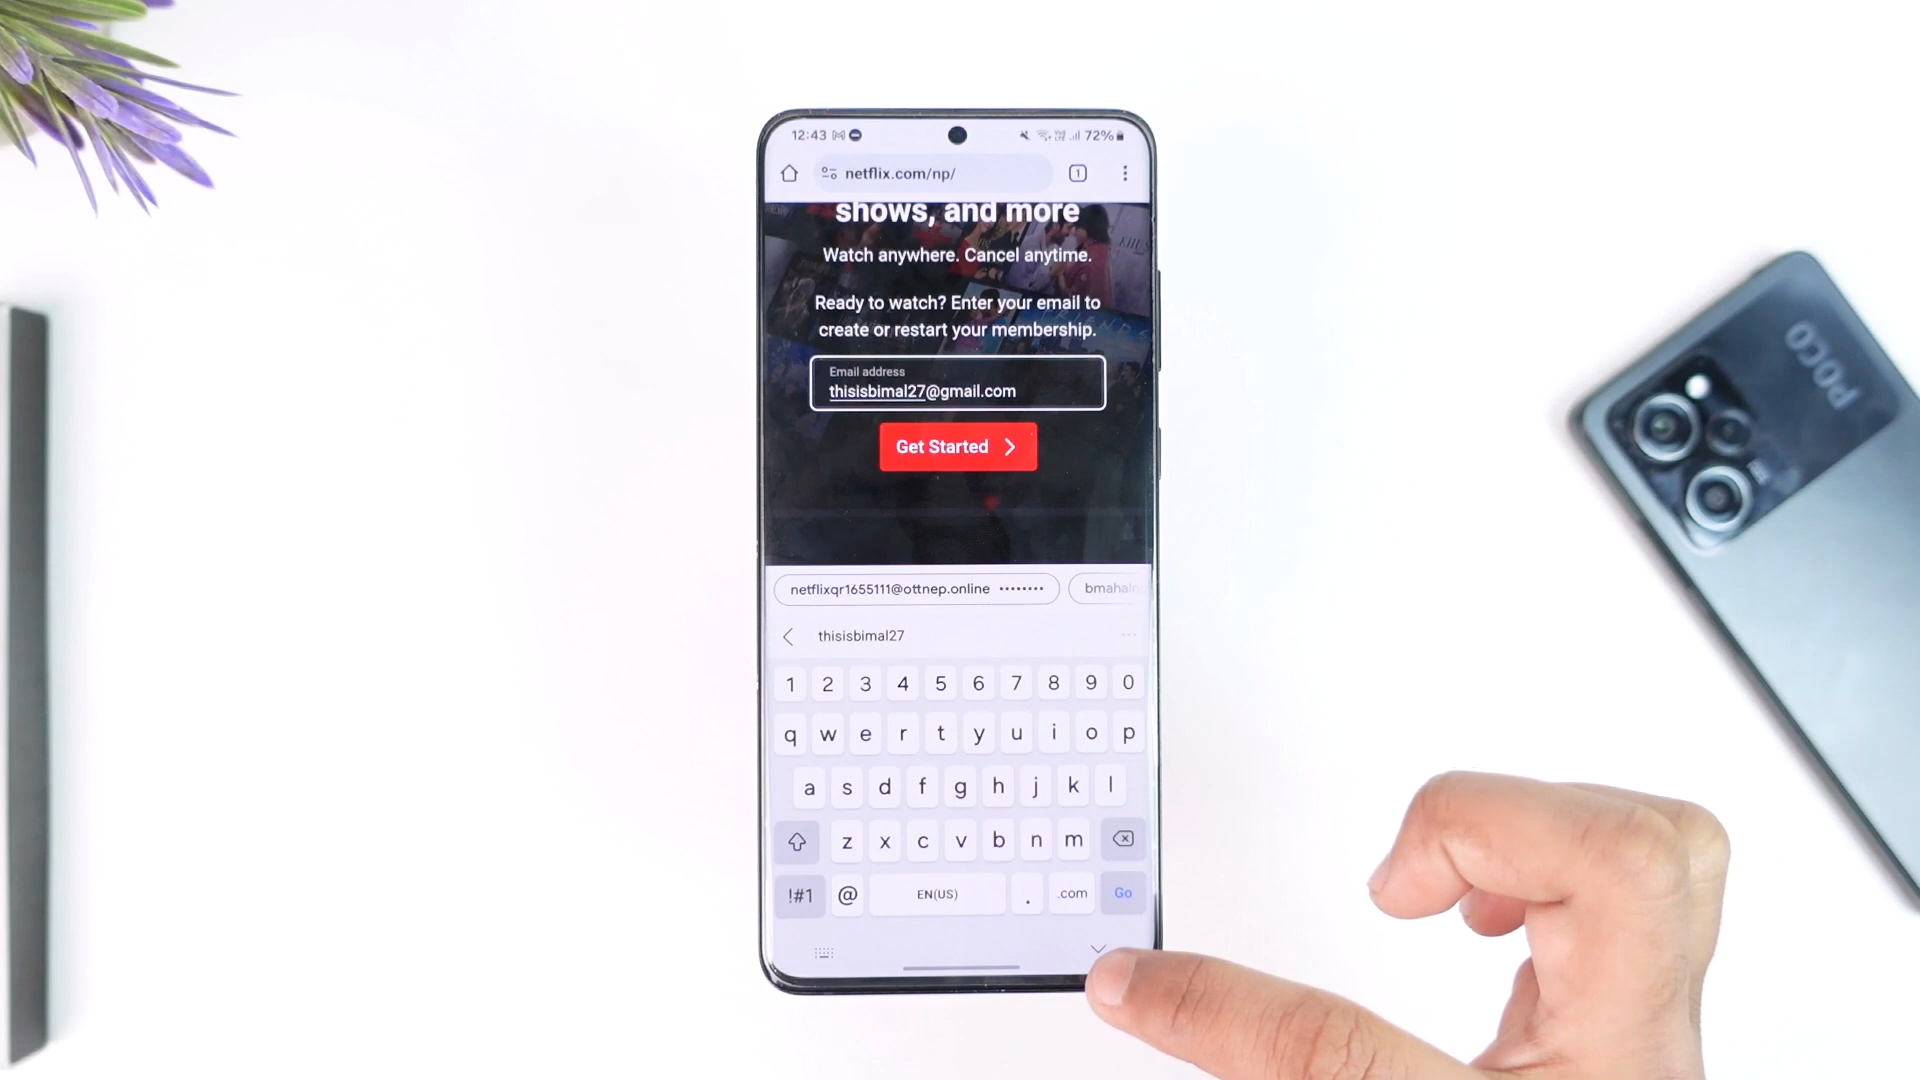 12:43 72%
1
netflix.com/np/
shows, and more
Watch anywhere. Cancel anytime.
Ready to watch? Enter your email to
create or restart your membership.
Email address
thisisbimal27@gmail.com
Get Started
netflixqr1655111@ottnep.online ········
thisisbimal27
1 2 3 4 5 6 7 8 9 0
q w e r t y u i o p
a s d f g h j k l
z x c v b n m
!#1 @ EN(US) . .com Go
POCO